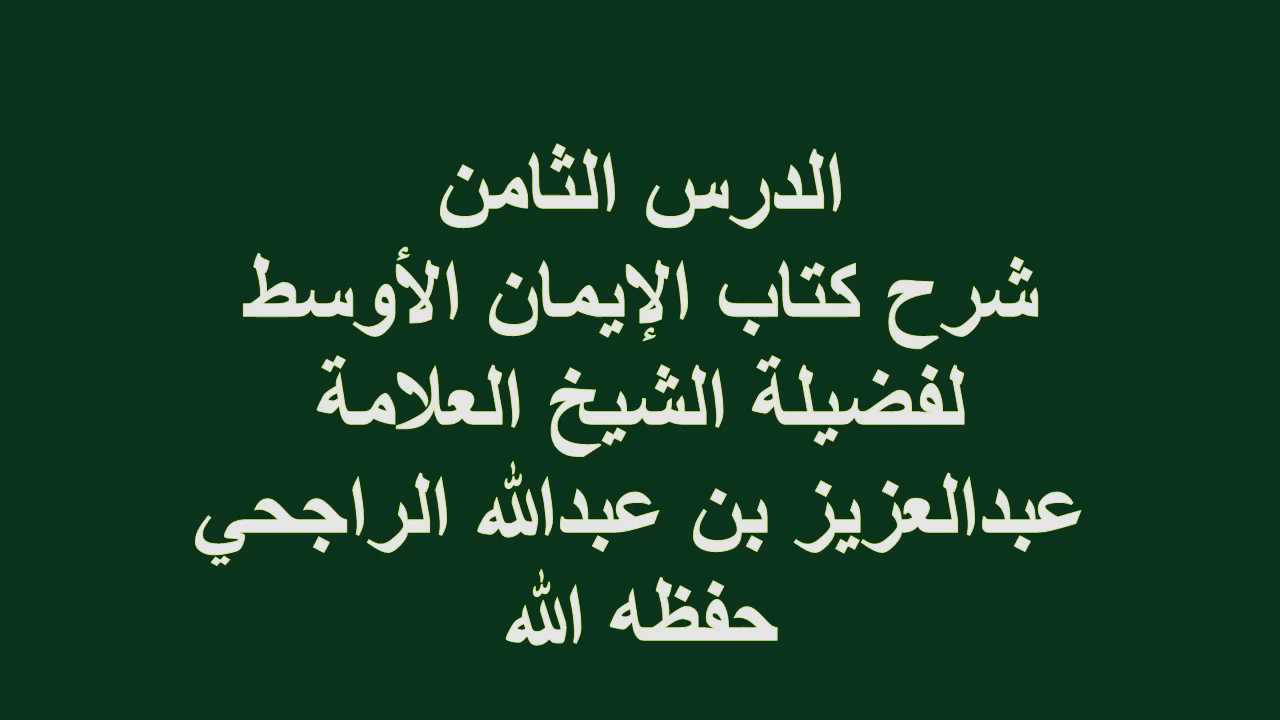 الدرس الثامن
شرح كتاب الإيمان الأوسط
لفضيلة الشيخ العلامة
عبدالعزيز بن عبدالله الراجحي
حفظه الله